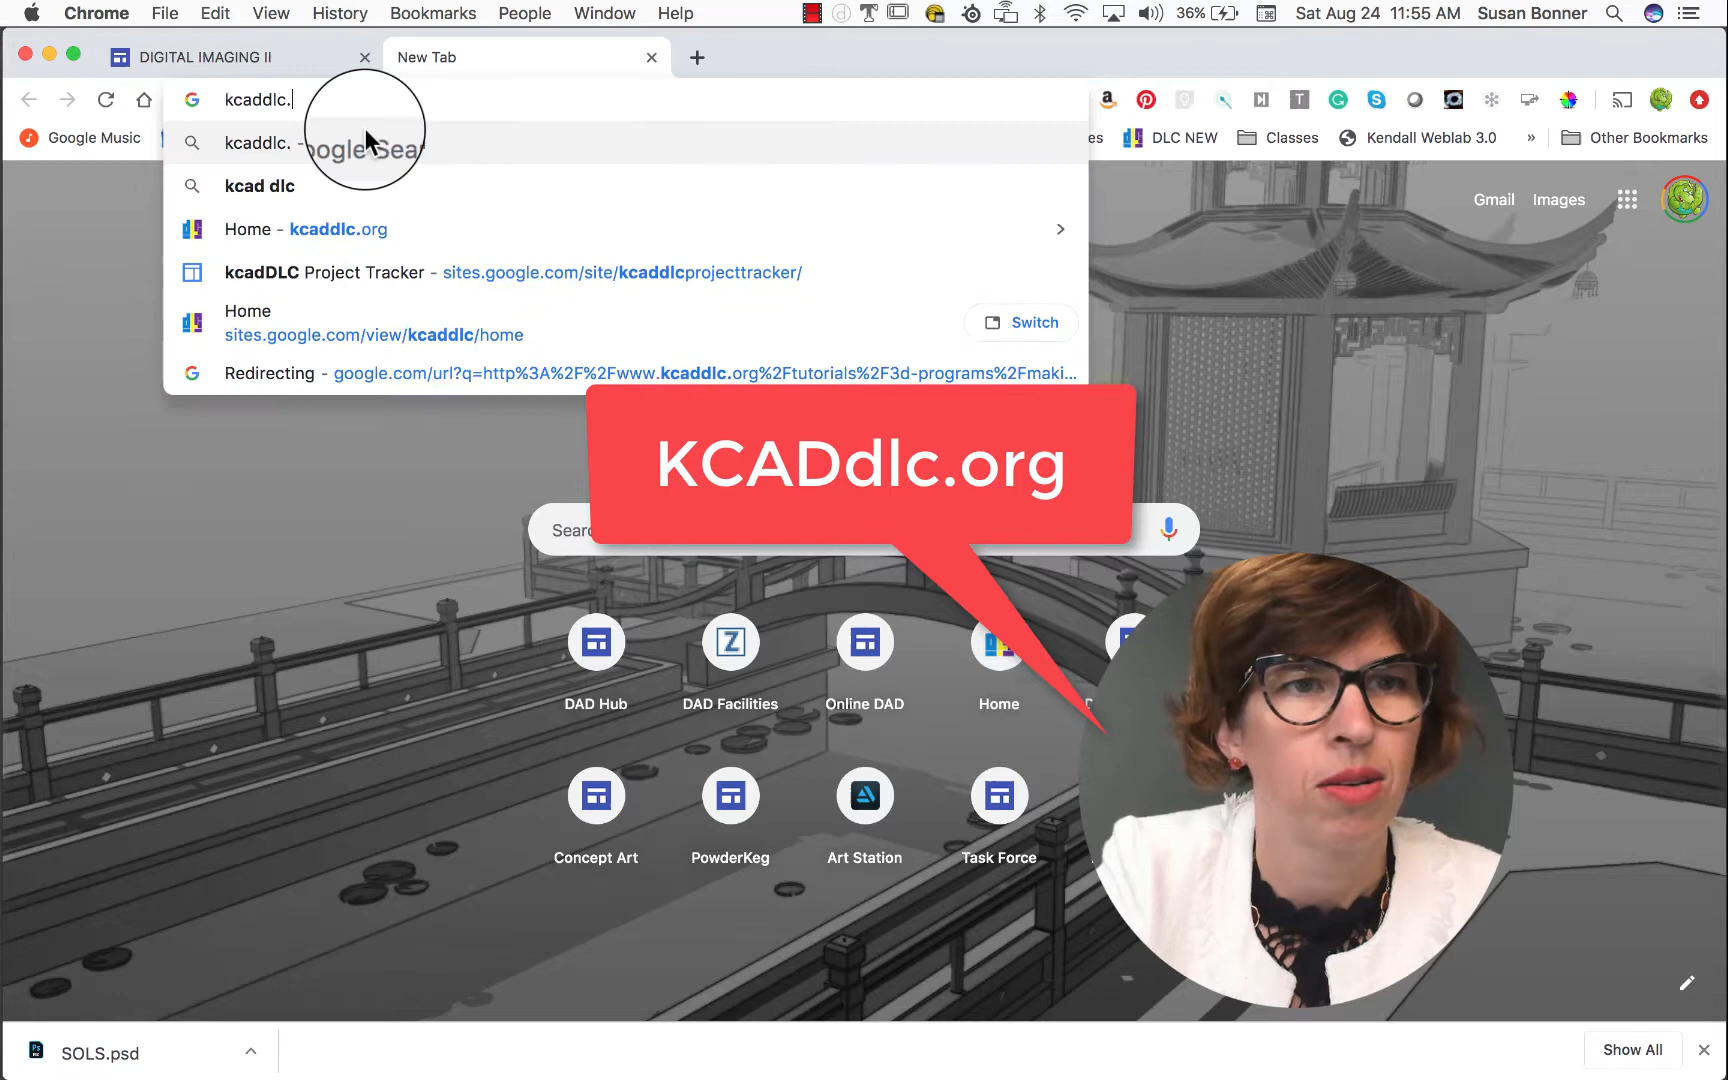 Chrome File Edit View History Bookmarks People Window Help 36% Sat Aug 24 11:55 AM Susan Bonner
DIGITAL IMAGING II New Tab
kcaddlc.
Google Music es DLC NEW Classes Kendall Weblab 3.0 » Other Bookmarks
kcaddlc. - oogle Sear
kcad dlc
Gmail Images
Home - kcaddlc.org
kcadDLC Project Tracker - sites.google.com/site/kcaddlcprojecttracker/
Home
sites.google.com/view/kcaddlc/home
Switch
Redirecting - google.com/url?q=http%3A%2F%2Fwww.kcaddlc.org%2Ftutorials%2F3d-programs%2Fmaki...
KCADdlc.org
Sear
DAD Hub DAD Facilities Online DAD Home
Concept Art PowderKeg Art Station Task Force
SOLS.psd
Show All